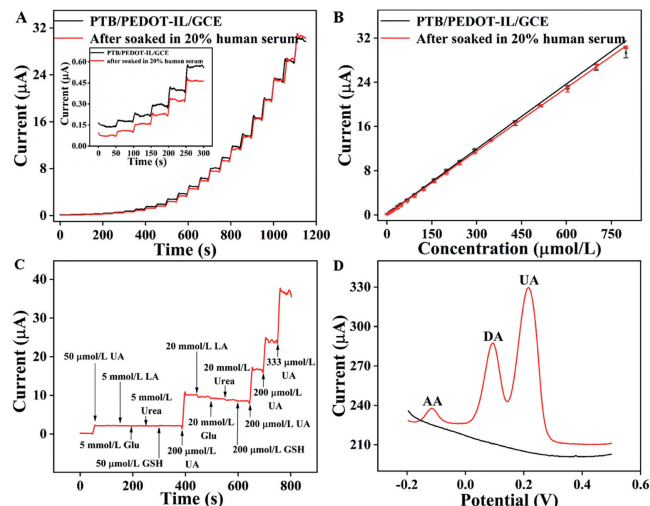 A
PTB/PEDOT-IL/GCE
After soaked in 20% human serum
PTB/PEDOT-IL/GCE
after soaked in 20% human serum
0.60
0.45
0.30
0.15
0.00
Current (μA)
0 50 100 150 200 250 300
Time (s)
32
24
16
8
0
Current (μA)
0 200 400 600 800 1000 1200
Time (s)
B
PTB/PEDOT-IL/GCE
After soaked in 20% human serum
36
27
18
9
0
Current (μA)
0 150 300 450 600 750
Concentration (μmol/L)
C
40
30
20
10
0
Current (μA)
50 μmol/L UA
5 mmol/L LA
5 mmol/L
Urea
5 mmol/L Glu
50 μmol/L GSH
20 mmol/L LA
20 mmol/L
Urea
20 mmol/L
Glu
200 μmol/L
UA
200 μmol/L GSH
200 μmol/L UA
200 μmol/L
UA
333 μmol/L
UA
0 200 400 600 800
Time (s)
D
330
300
270
240
210
Current (μA)
AA
DA
UA
-0.2 0.0 0.2 0.4 0.6
Potential (V)